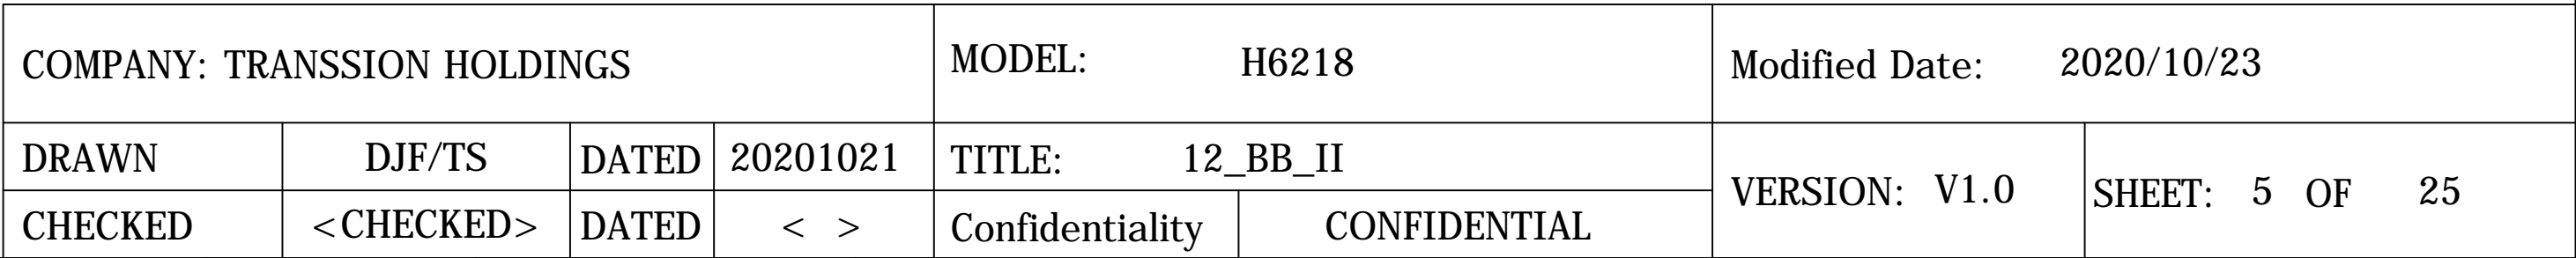 COMPANY: TRANSSION HOLDINGS MODEL: H6218 Modified Date: 2020/10/23
DRAWN DJF/TS DATED 20201021 TITLE: 12_BB_II VERSION: V1.0 SHEET: 5 OF 25
CHECKED <CHECKED> DATED < > Confidentiality CONFIDENTIAL